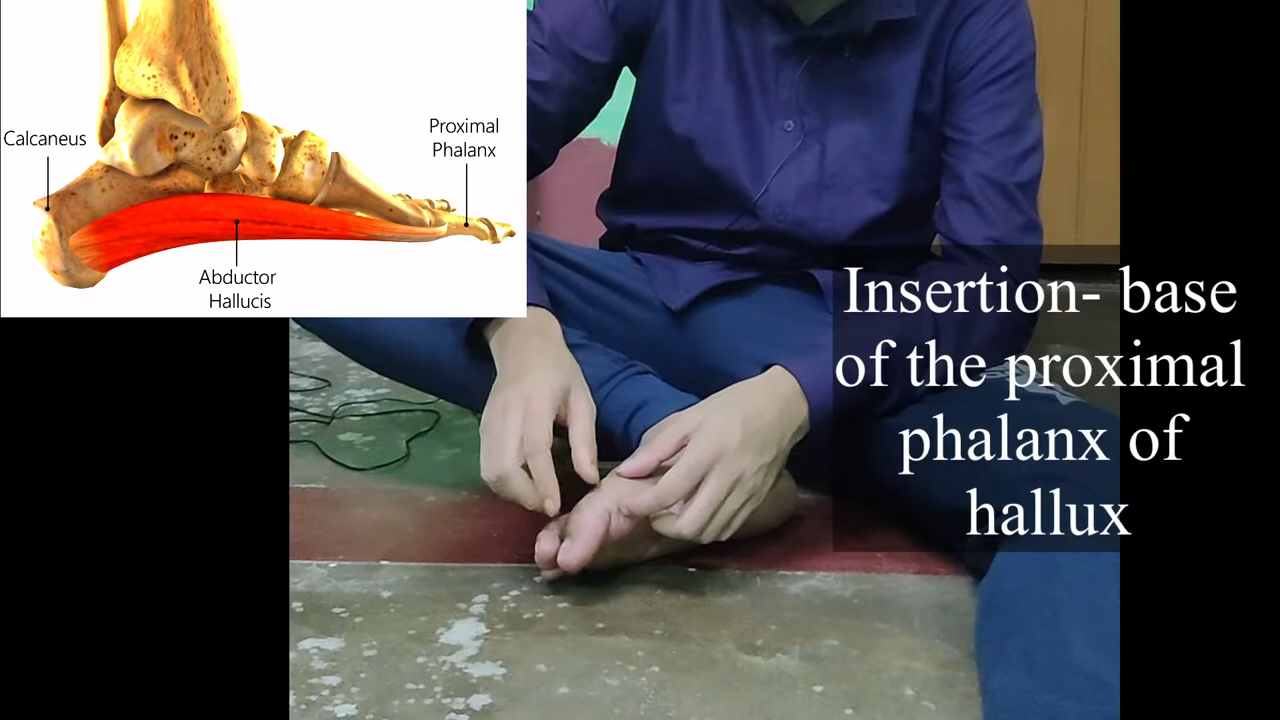 Calcaneus
Proximal
Phalanx
Abductor
Hallucis
Insertion- base
of the proximal
phalanx of
hallux